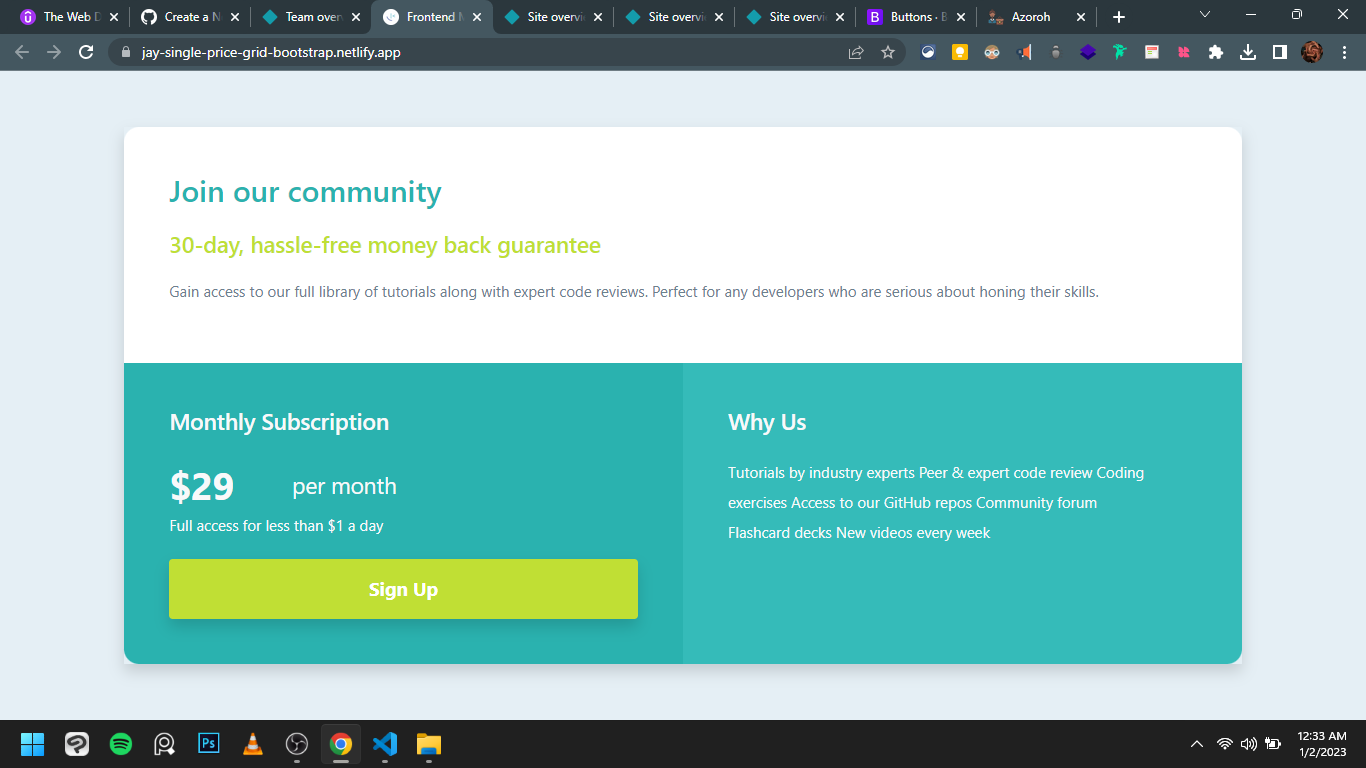 The Web D
Create a N
Team over
Frontend M
Site overvi
Site overvi
Site overvi
Buttons · B
Azoroh
jay-single-price-grid-bootstrap.netlify.app
Join our community
30-day, hassle-free money back guarantee
Gain access to our full library of tutorials along with expert code reviews. Perfect for any developers who are serious about honing their skills.
Monthly Subscription
$29 per month
Full access for less than $1 a day
Sign Up
Why Us
Tutorials by industry experts Peer & expert code review Coding
exercises Access to our GitHub repos Community forum
Flashcard decks New videos every week
Ps
12:33 AM
1/2/2023